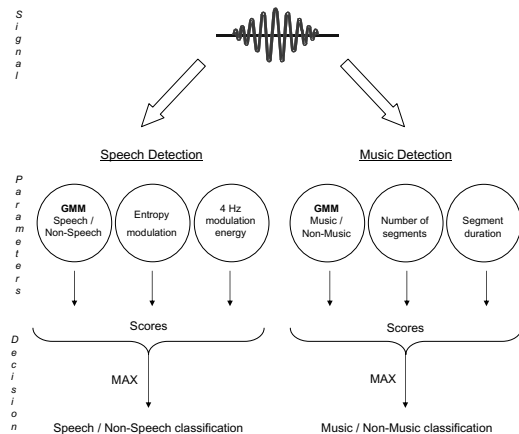 Signal
Speech Detection
Music Detection
Parameters
GMM
Speech /
Non-Speech
Entropy
modulation
4 Hz
modulation
energy
GMM
Music /
Non-Music
Number of
segments
Segment
duration
Scores
Scores
Decision
MAX
MAX
Speech / Non-Speech classification
Music / Non-Music classification